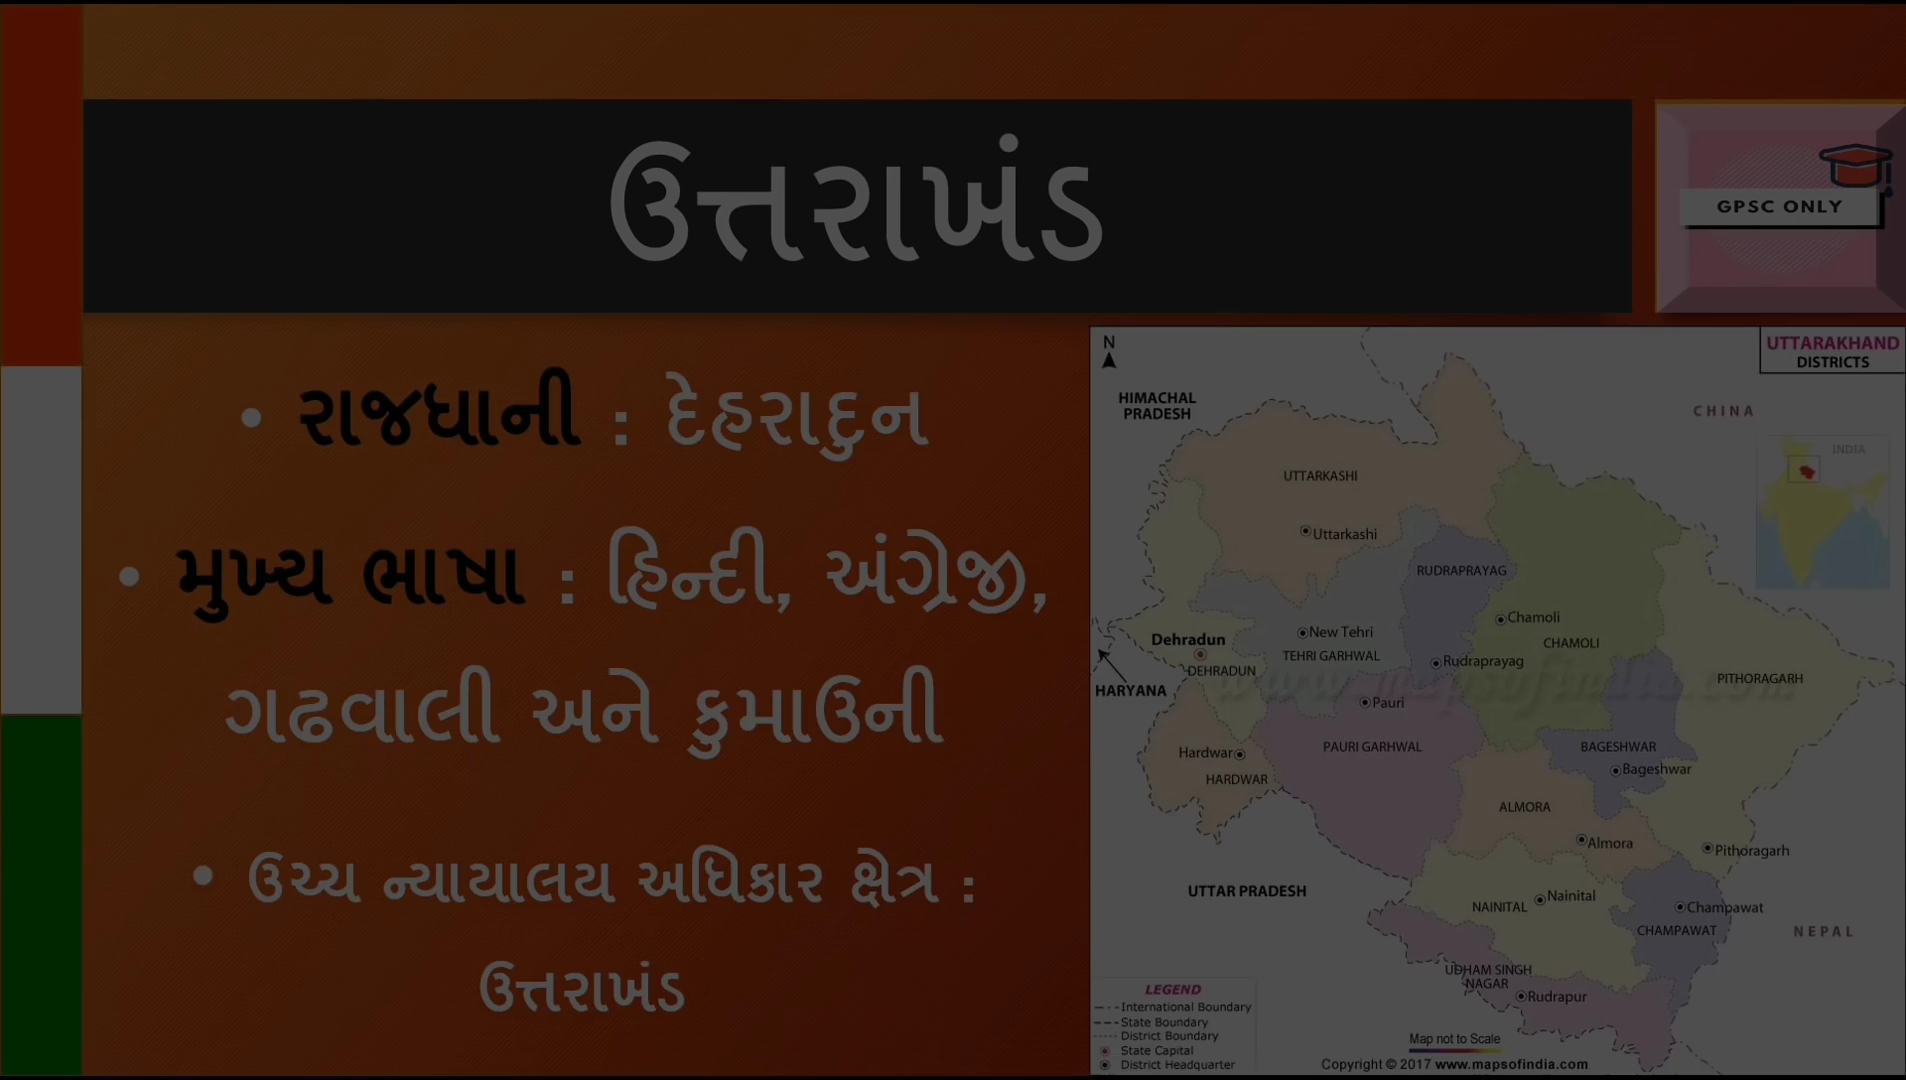 ઉત્તરાખંડ
GPSC ONLY
• રાજધાની : દેહરાદુન
• મુખ્ય ભાષા : હિન્દી, અંગ્રેજી,
ગઢવાલી અને કુમાઉની
• ઉચ્ચ ન્યાયાલય અધિકાર ક્ષેત્ર :
ઉત્તરાખંડ
N
UTTARAKHAND
DISTRICTS
HIMACHAL
PRADESH
CHINA
INDIA
UTTARKASHI
Uttarkashi
RUDRAPRAYAG
Chamoli
CHAMOLI
New Tehri
TEHRI GARHWAL
Dehradun
DEHRADUN
Rudraprayag
PITHORAGARH
HARYANA
www.mapsofindia.com
Pauri
PAURI GARHWAL
Hardwar
HARDWAR
BAGESHWAR
Bageshwar
ALMORA
Almora
Pithoragarh
UTTAR PRADESH
Nainital
NAINITAL
Champawat
CHAMPAWAT
NEPAL
UDHAM SINGH
NAGAR
Rudrapur
LEGEND
International Boundary
State Boundary
District Boundary
State Capital
District Headquarter
Map not to Scale
Copyright © 2017 www.mapsofindia.com